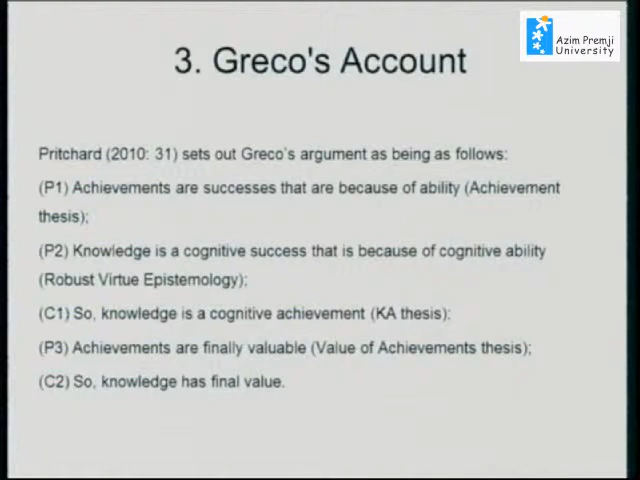 Azim Premji
University
3. Greco's Account
Pritchard (2010: 31) sets out Greco's argument as being as follows:
(P1) Achievements are successes that are because of ability (Achievement
thesis);
(P2) Knowledge is a cognitive success that is because of cognitive ability
(Robust Virtue Epistemology);
(C1) So, knowledge is a cognitive achievement (KA thesis);
(P3) Achievements are finally valuable (Value of Achievements thesis);
(C2) So, knowledge has final value.